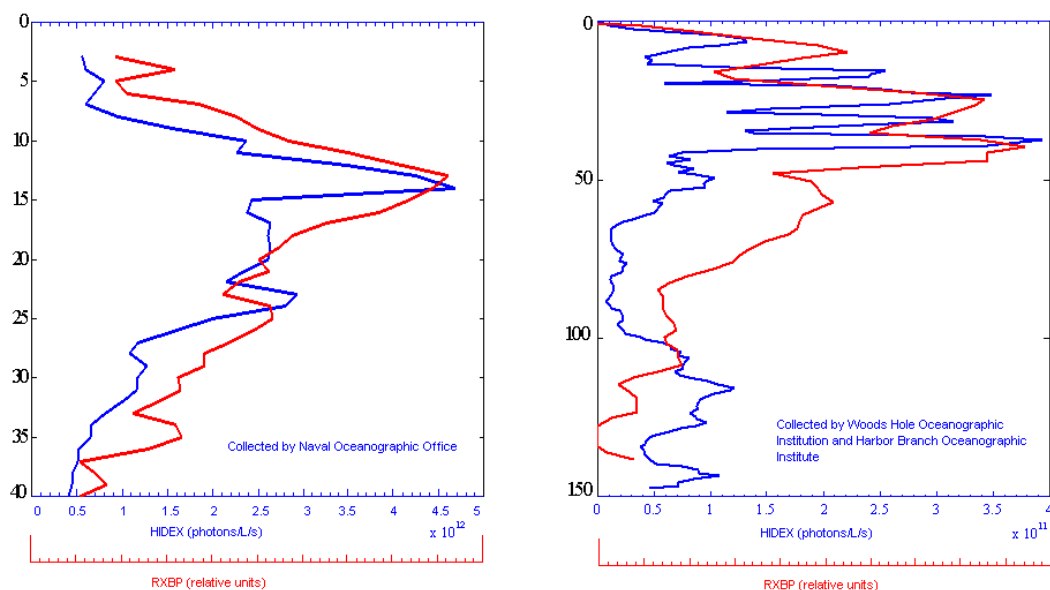 0
5
10
15
20
25
30
35
40
Collected by Naval Oceanographic Office
0 0.5 1 1.5 2 2.5 3 3.5 4 4.5 5
HIDEX (photons/L/s) x 10^12
RXBP (relative units)
0
50
100
150
Collected by Woods Hole Oceanographic
Institution and Harbor Branch Oceanographic
Institute
0 0.5 1 1.5 2 2.5 3 3.5 4
HIDEX (photons/L/s) x 10^11
RXBP (relative units)